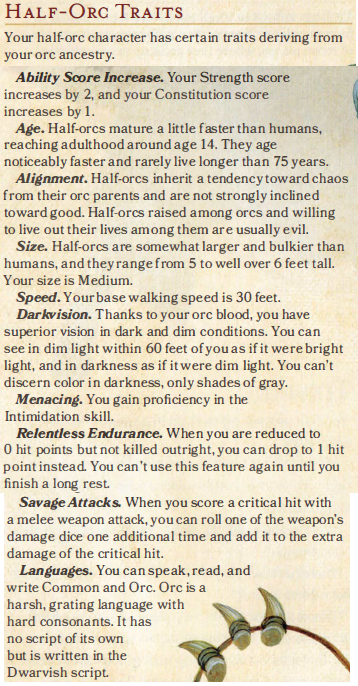 HALF-ORC TRAITS
Your half-orc character has certain traits deriving from
your orc ancestry.
Ability Score Increase. Your Strength score
increases by 2, and your Constitution score
increases by 1.
Age. Half-orcs mature a little faster than humans,
reaching adulthood around age 14. They age
noticeably faster and rarely live longer than 75 years.
Alignment. Half-orcs inherit a tendency toward chaos
from their orc parents and are not strongly inclined
toward good. Half-orcs raised among orcs and willing
to live out their lives among them are usually evil.
Size. Half-orcs are somewhat larger and bulkier than
humans, and they range from 5 to well over 6 feet tall.
Your size is Medium.
Speed. Your base walking speed is 30 feet.
Darkvision. Thanks to your orc blood, you have
superior vision in dark and dim conditions. You can
see in dim light within 60 feet of you as if it were bright
light, and in darkness as if it were dim light. You can't
discern color in darkness, only shades of gray.
Menacing. You gain proficiency in the
Intimidation skill.
Relentless Endurance. When you are reduced to
0 hit points but not killed outright, you can drop to 1 hit
point instead. You can't use this feature again until you
finish a long rest.
Savage Attacks. When you score a critical hit with
a melee weapon attack, you can roll one of the weapon's
damage dice one additional time and add it to the extra
damage of the critical hit.
Languages. You can speak, read, and
write Common and Orc. Orc is a
harsh, grating language with
hard consonants. It has
no script of its own
but is written in the
Dwarvish script.